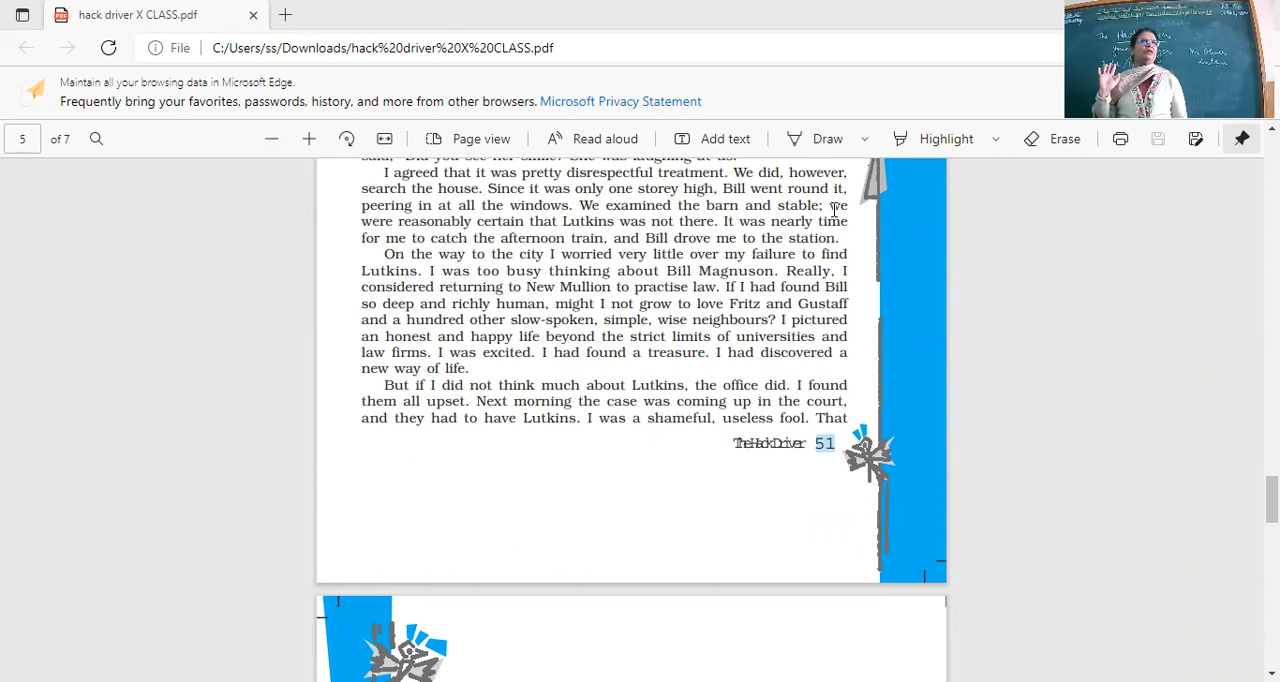 hack driver X CLASS.pdf
File C:/Users/ss/Downloads/hack%20driver%20X%20CLASS.pdf
Maintain all your browsing data in Microsoft Edge.
Frequently bring your favorites, passwords, history, and more from other browsers. Microsoft Privacy Statement
5 of 7 Page view Read aloud Add text Draw Highlight Erase
said, "Did you see her smile? She was laughing at us."
I agreed that it was pretty disrespectful treatment. We did, however,
search the house. Since it was only one storey high, Bill went round it,
peering in at all the windows. We examined the barn and stable; we
were reasonably certain that Lutkins was not there. It was nearly time
for me to catch the afternoon train, and Bill drove me to the station.
On the way to the city I worried very little over my failure to find
Lutkins. I was too busy thinking about Bill Magnuson. Really, I
considered returning to New Mullion to practise law. If I had found Bill
so deep and richly human, might I not grow to love Fritz and Gustaff
and a hundred other slow-spoken, simple, wise neighbours? I pictured
an honest and happy life beyond the strict limits of universities and
law firms. I was excited. I had found a treasure. I had discovered a
new way of life.
But if I did not think much about Lutkins, the office did. I found
them all upset. Next morning the case was coming up in the court,
and they had to have Lutkins. I was a shameful, useless fool. That
The Hack Driver 51